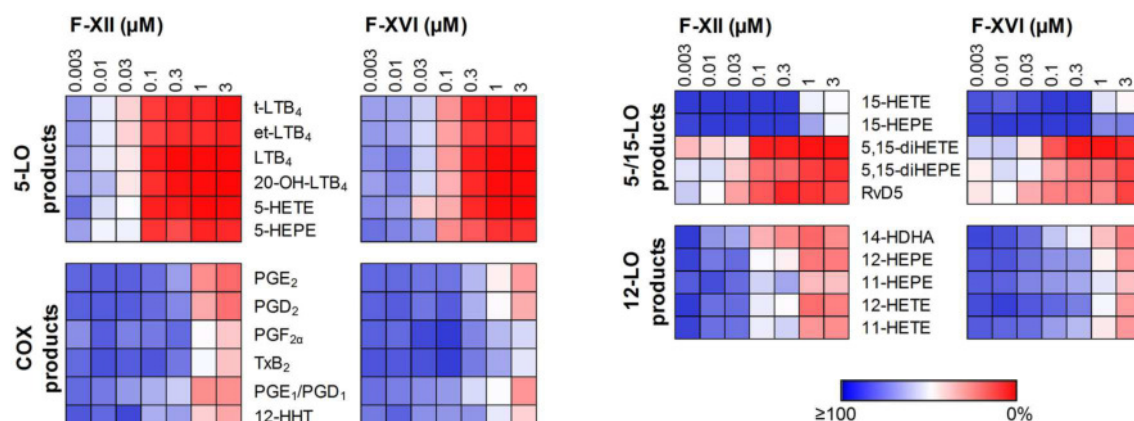 F-XII (μM)
F-XVI (μM)
0.003
0.01
0.03
0.1
0.3
1
3
0.003
0.01
0.03
0.1
0.3
1
3
5-LO
products
t-LTB₄
et-LTB₄
LTB₄
20-OH-LTB₄
5-HETE
5-HEPE
COX
products
PGE₂
PGD₂
PGF₂α
TxB₂
PGE₁/PGD₁
12-HHT
F-XII (μM)
F-XVI (μM)
0.003
0.01
0.03
0.1
0.3
1
3
0.003
0.01
0.03
0.1
0.3
1
3
5-/15-LO
products
15-HETE
15-HEPE
5,15-diHETE
5,15-diHEPE
RvD5
12-LO
products
14-HDHA
12-HEPE
11-HEPE
12-HETE
11-HETE
≥100
0%